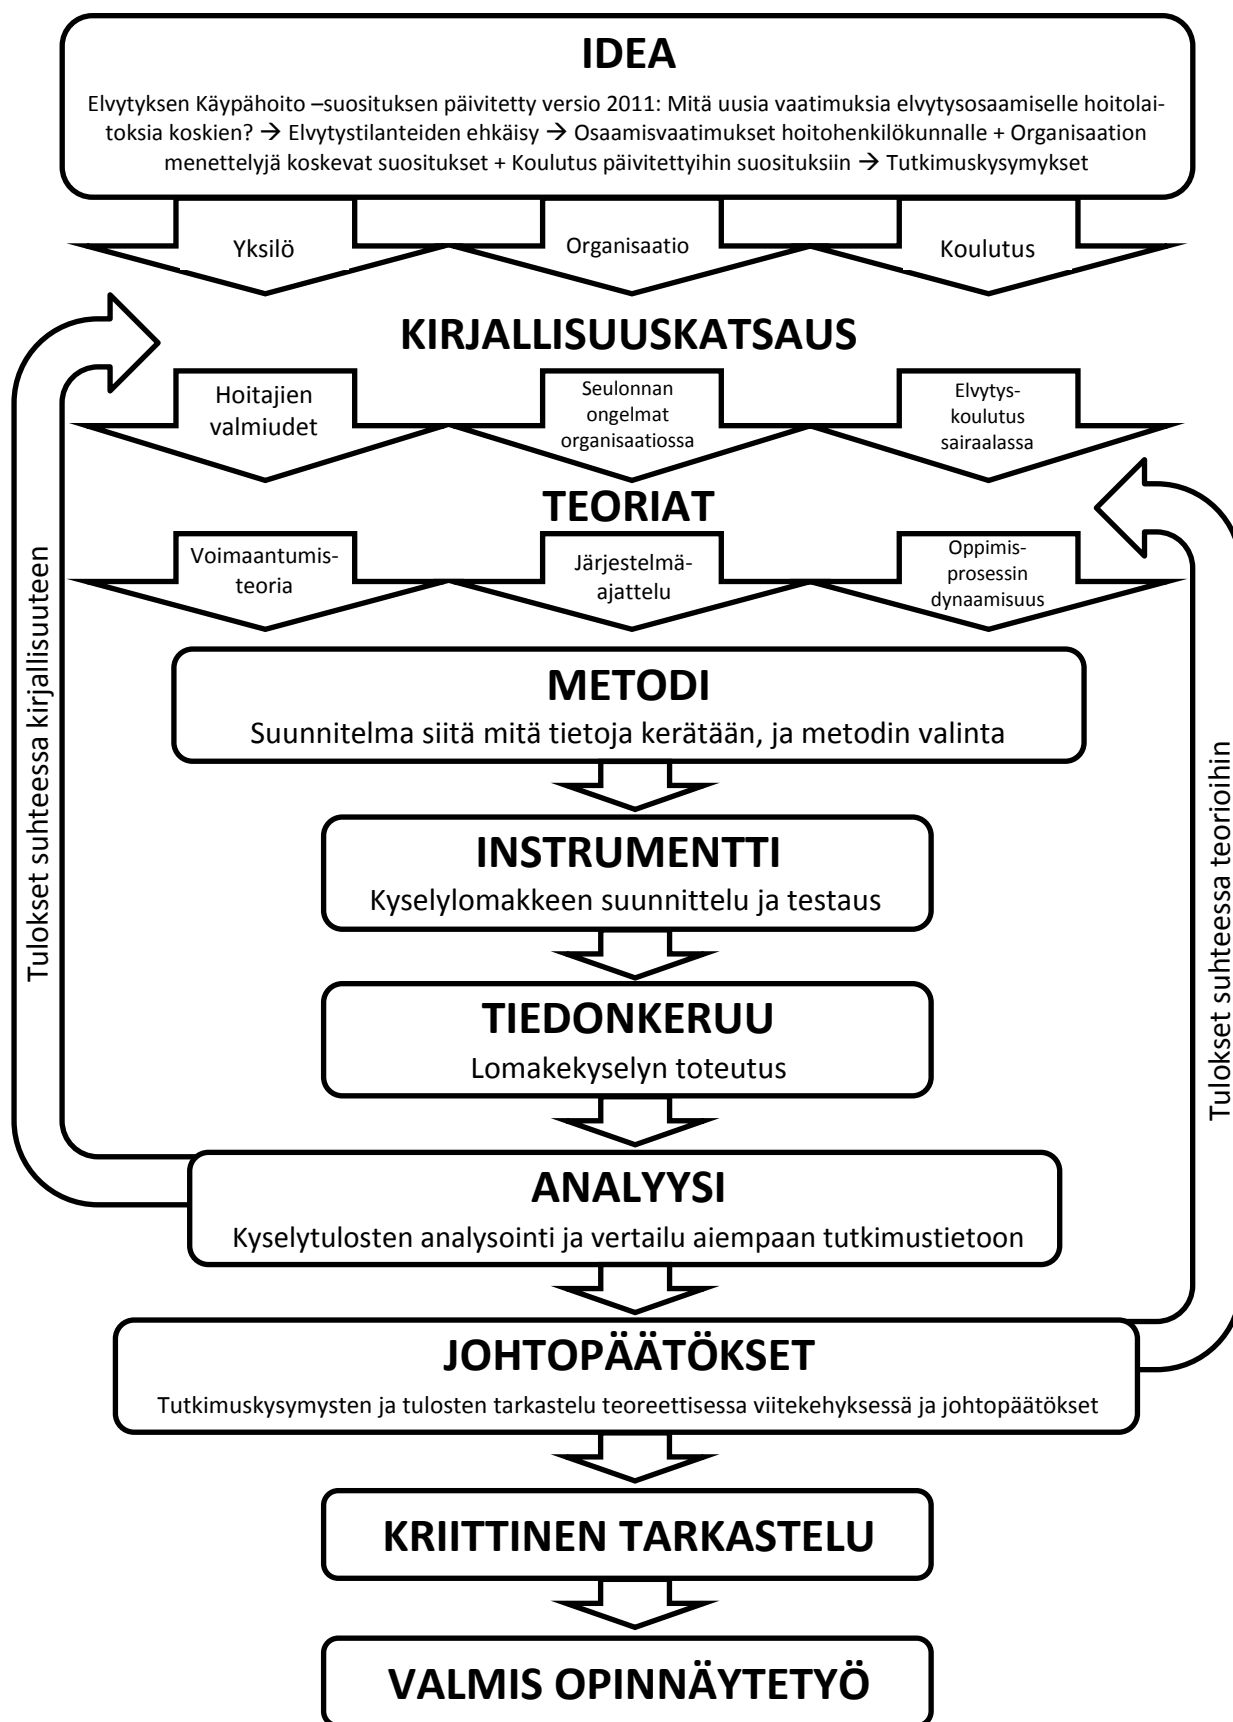 IDEA
Elvytyksen Käypähoito –suosituksen päivitetty versio 2011: Mitä uusia vaatimuksia elvytysosaamiselle hoitolai-
toksia koskien? → Elvytystilanteiden ehkäisy → Osaamisvaatimukset hoitohenkilökunnalle + Organisaation
menettelyjä koskevat suositukset + Koulutus päivitettyihin suosituksiin → Tutkimuskysymykset
Yksilö
Organisaatio
Koulutus
KIRJALLISUUSKATSAUS
Hoitajien
valmiudet
Seulonnan
ongelmat
organisaatiossa
Elvytys-
koulutus
sairaalassa
TEORIAT
Voimaantumis-
teoria
Järjestelmä-
ajattelu
Oppimis-
prosessin
dynaamisuus
METODI
Suunnitelma siitä mitä tietoja kerätään, ja metodin valinta
INSTRUMENTTI
Kyselylomakkeen suunnittelu ja testaus
TIEDONKERUU
Lomakekyselyn toteutus
ANALYYSI
Kyselytulosten analysointi ja vertailu aiempaan tutkimustietoon
JOHTOPÄÄTÖKSET
Tutkimuskysymysten ja tulosten tarkastelu teoreettisessa viitekehyksessä ja johtopäätökset
KRIITTINEN TARKASTELU
VALMIS OPINNÄYTETYÖ
Tulokset suhteessa kirjallisuuteen
Tulokset suhteessa teorioihin